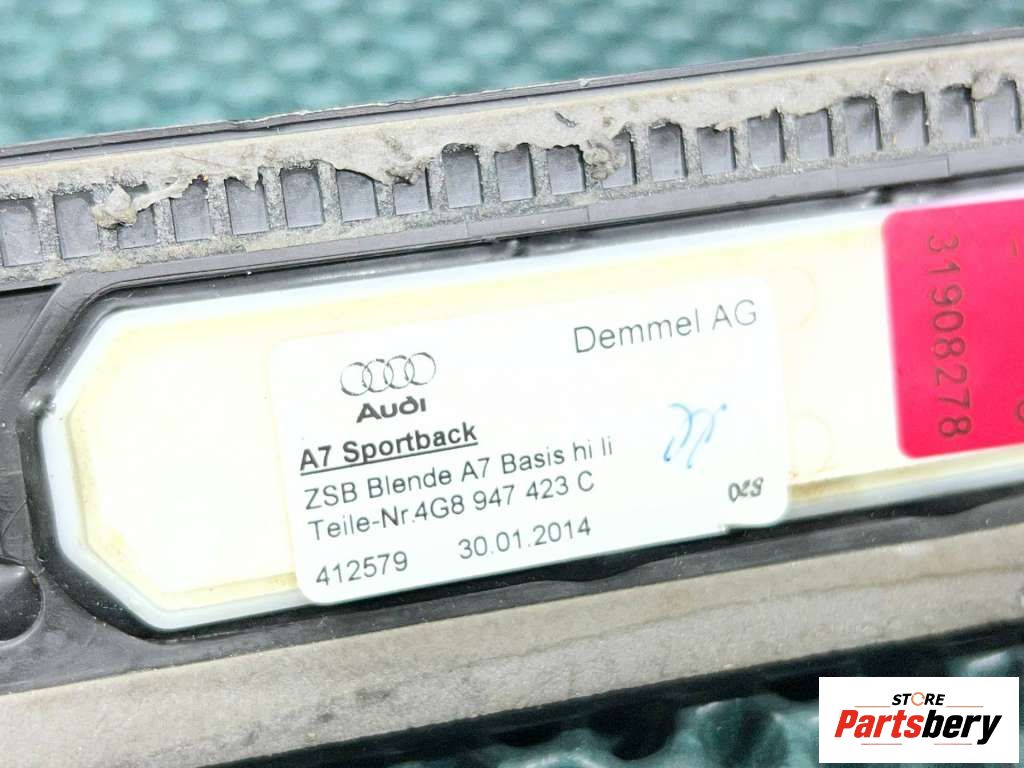 Demmel AG
Audi
A7 Sportback
ZSB Blende A7 Basis hi li
Teile-Nr.4G8 947 423 C
412579 30.01.2014
31908278
STORE
Partsbery